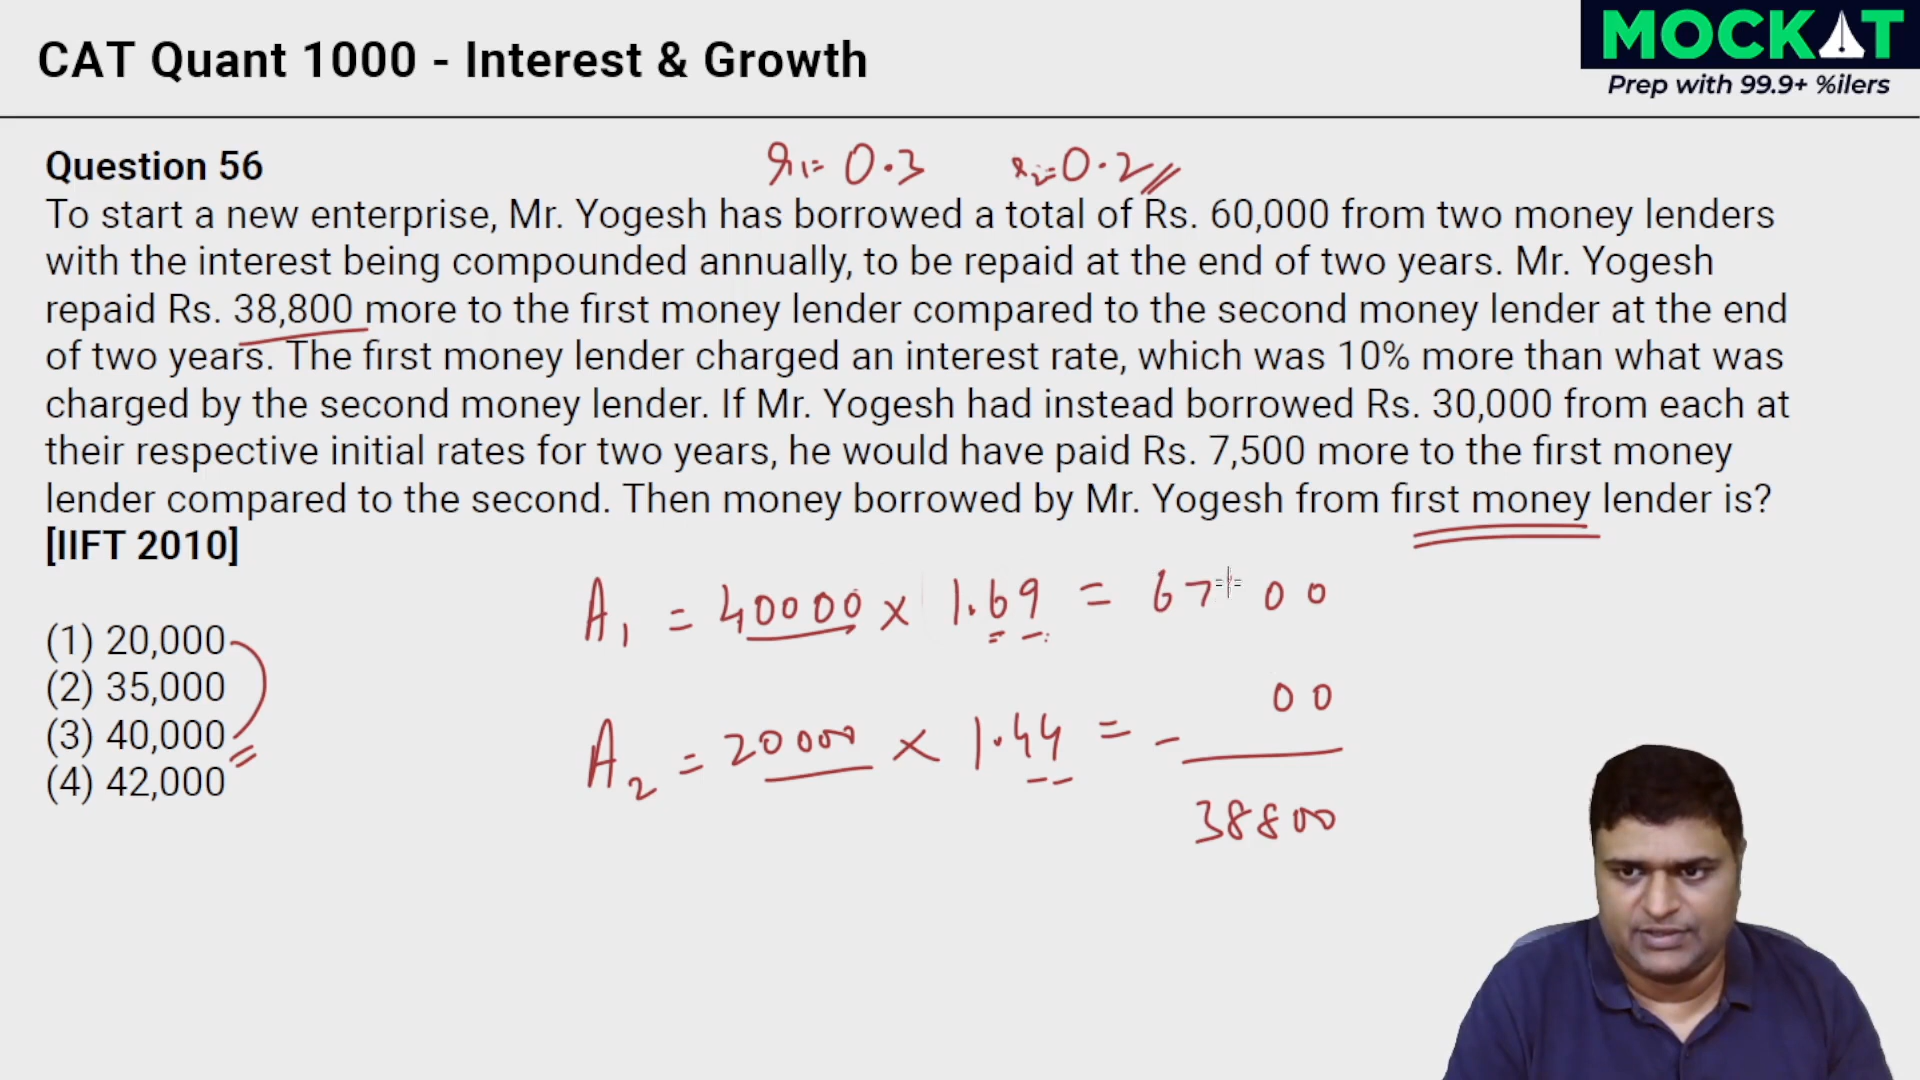 CAT Quant 1000 - Interest & Growth
MOCKAT
Prep with 99.9+ %ilers
Question 56
r₁= 0.3 r₂=0.2
To start a new enterprise, Mr. Yogesh has borrowed a total of Rs. 60,000 from two money lenders
with the interest being compounded annually, to be repaid at the end of two years. Mr. Yogesh
repaid Rs. 38,800 more to the first money lender compared to the second money lender at the end
of two years. The first money lender charged an interest rate, which was 10% more than what was
charged by the second money lender. If Mr. Yogesh had instead borrowed Rs. 30,000 from each at
their respective initial rates for two years, he would have paid Rs. 7,500 more to the first money
lender compared to the second. Then money borrowed by Mr. Yogesh from first money lender is?
[IIFT 2010]
(1) 20,000
(2) 35,000
(3) 40,000
(4) 42,000
A₁ = 40000 x 1.69 = 67 00
A₂ = 20000 x 1.44 = - 00
38800